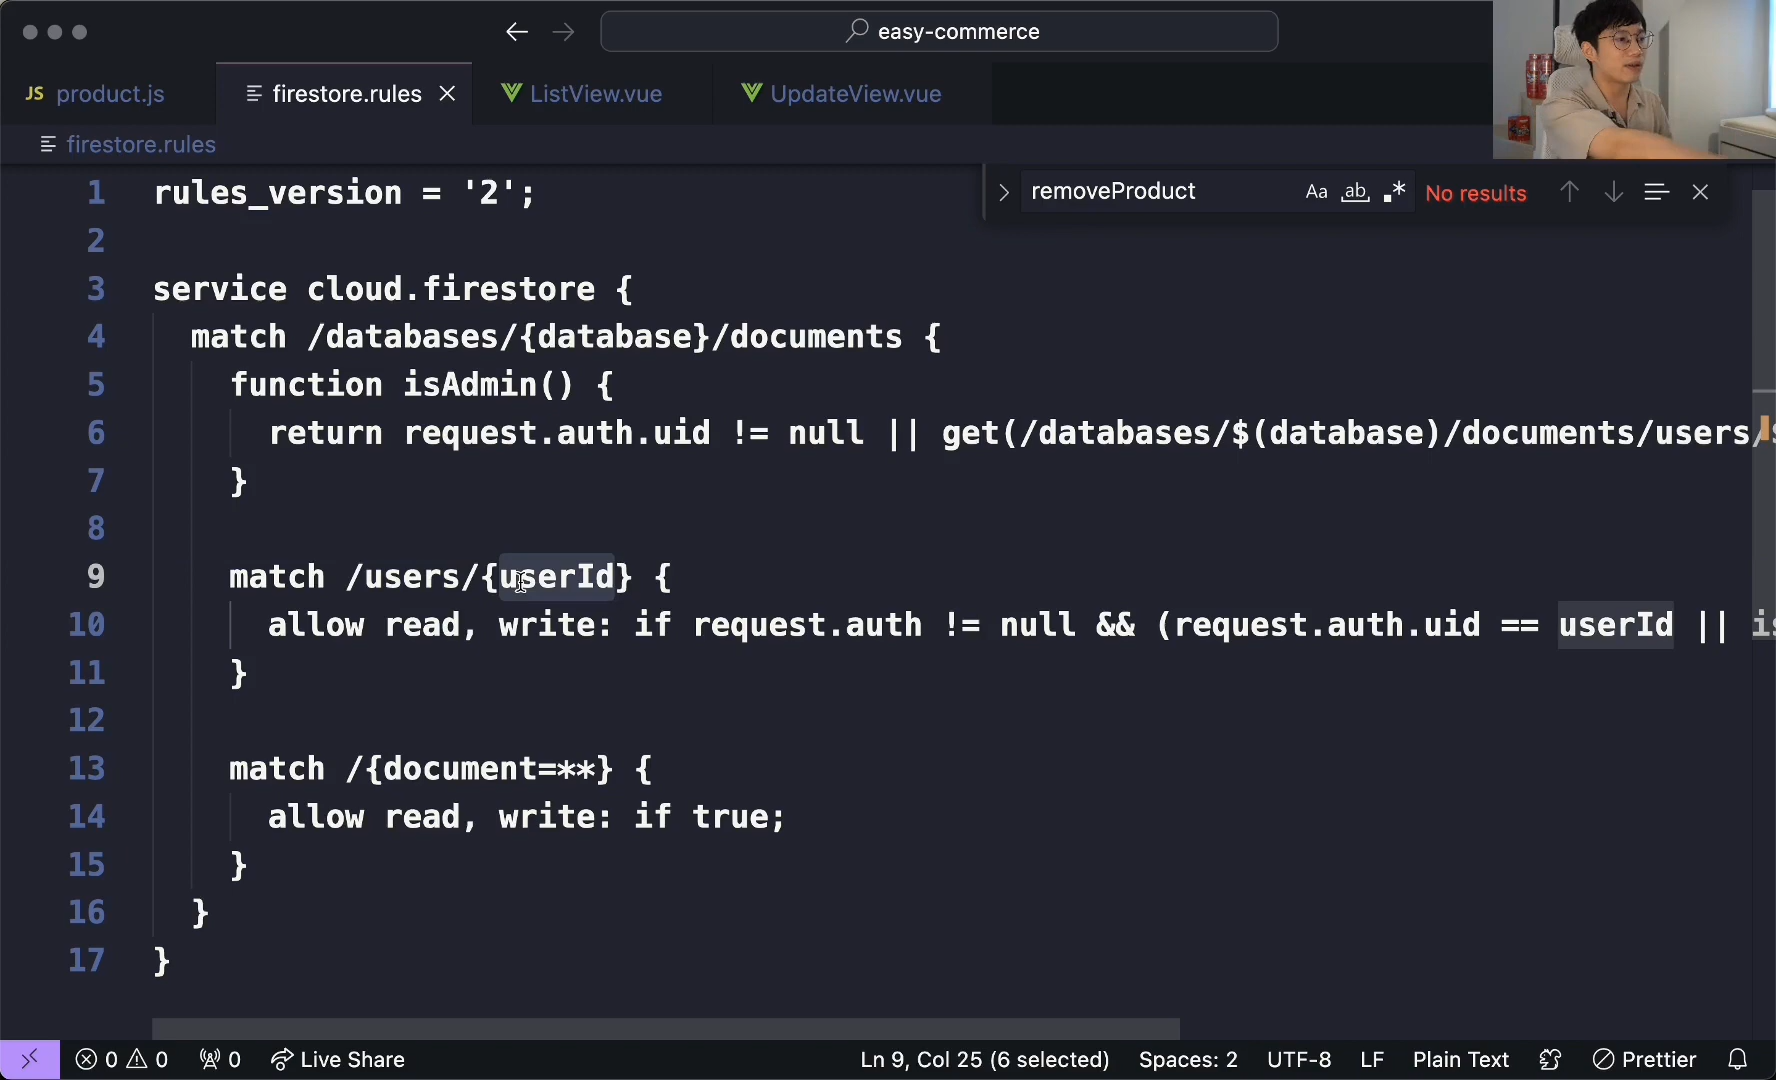 easy-commerce
JS product.js
firestore.rules
ListView.vue
UpdateView.vue
firestore.rules
removeProduct
Aa
ab
No results
1 rules_version = '2';
2
3 service cloud.firestore {
4 match /databases/{database}/documents {
5 function isAdmin() {
6 return request.auth.uid != null || get(/databases/$(database)/documents/users/
7 }
8
9 match /users/{userId} {
10 allow read, write: if request.auth != null && (request.auth.uid == userId || is
11 }
12
13 match /{document=**} {
14 allow read, write: if true;
15 }
16 }
17 }
0
0
0
Live Share
Ln 9, Col 25 (6 selected)
Spaces: 2
UTF-8
LF
Plain Text
Prettier